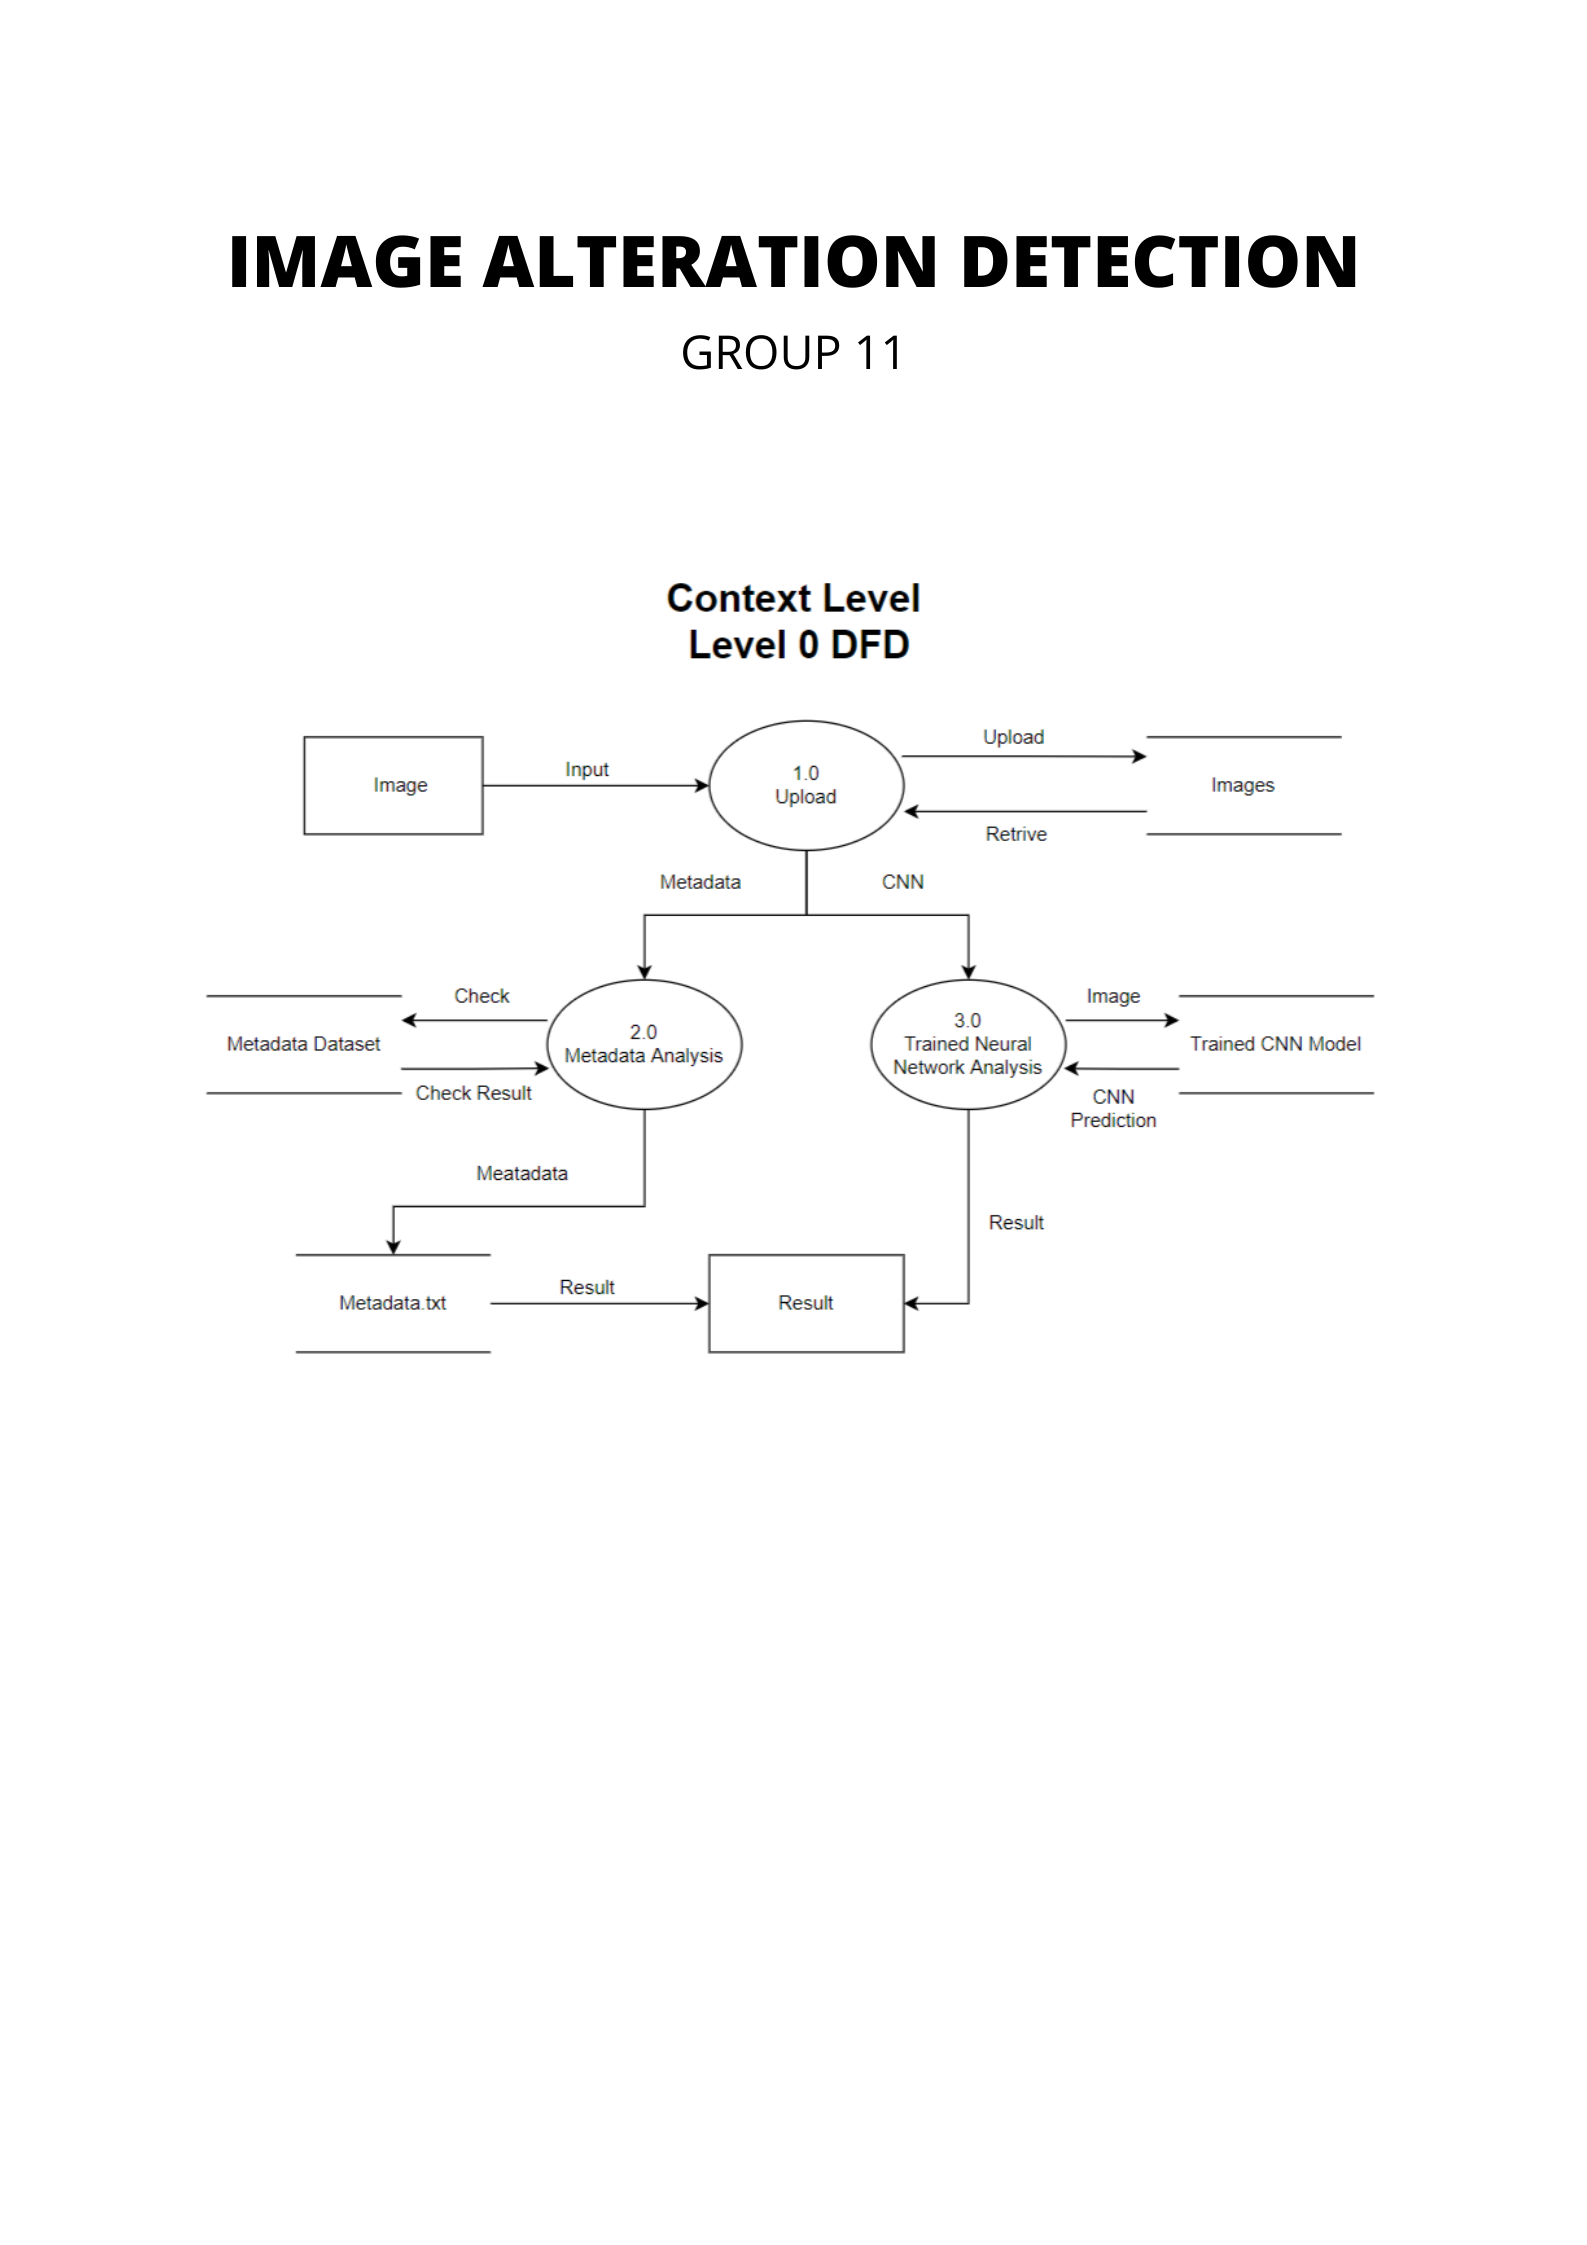 IMAGE ALTERATION DETECTION
GROUP 11
Context Level
Level 0 DFD
Image
Input
1.0
Upload
Upload
Images
Retrive
Metadata
CNN
Metadata Dataset
Check
Check Result
2.0
Metadata Analysis
3.0
Trained Neural
Network Analysis
Image
Trained CNN Model
CNN
Prediction
Meatadata
Result
Metadata.txt
Result
Result